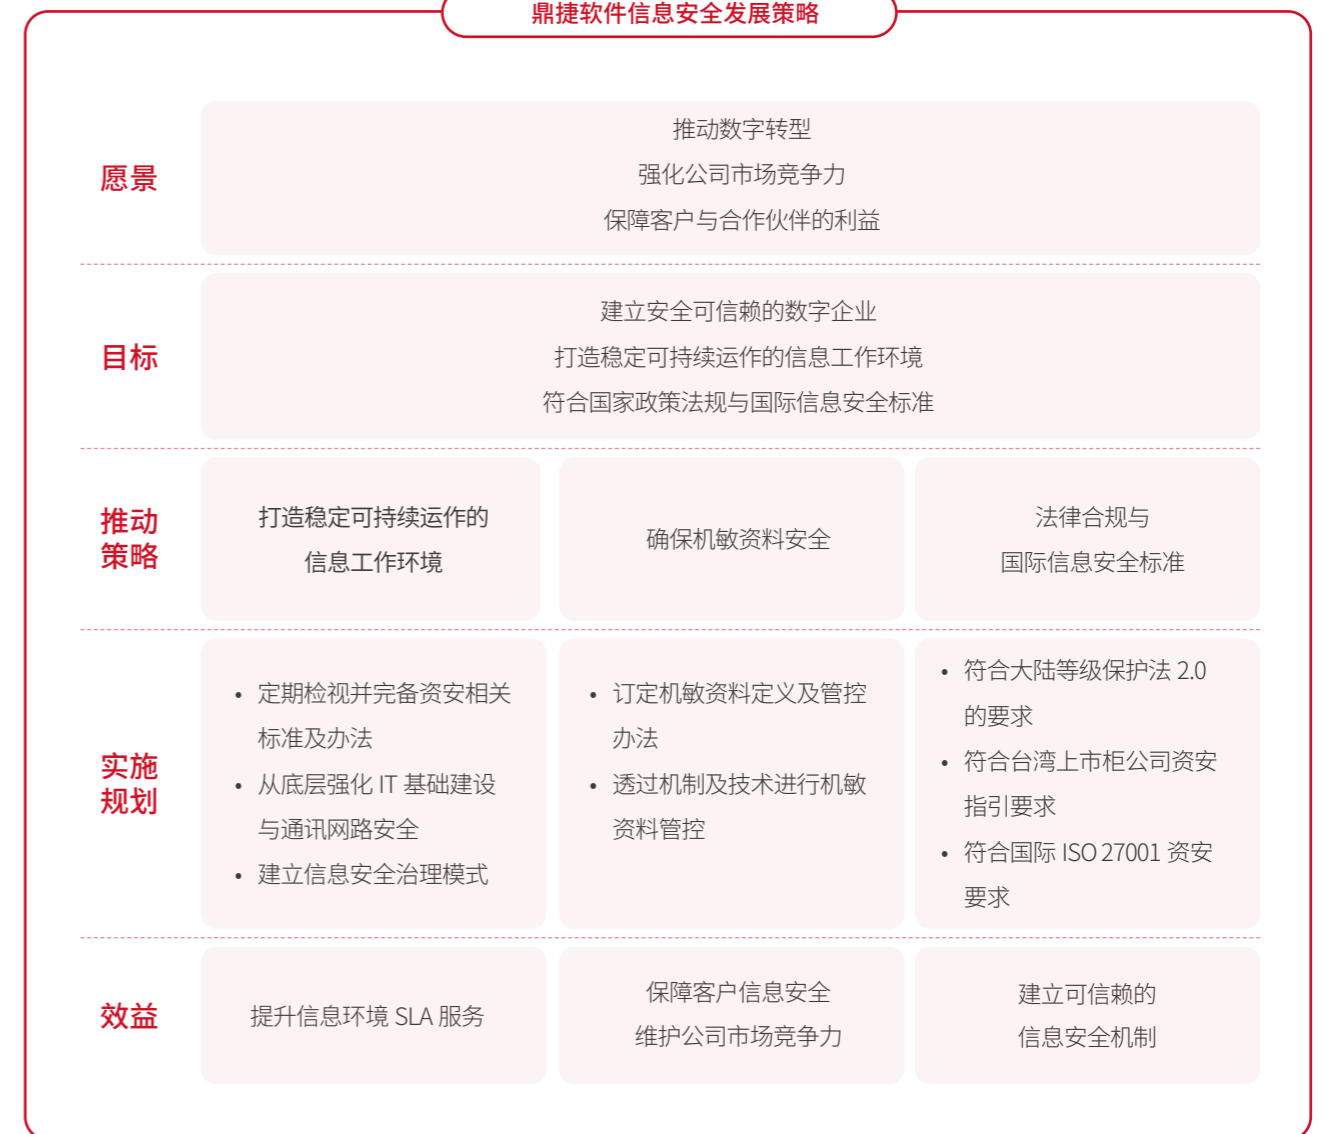 鼎捷软件信息安全发展策略
愿景
推动数字转型
强化公司市场竞争力
保障客户与合作伙伴的利益
目标
建立安全可信赖的数字企业
打造稳定可持续运作的信息工作环境
符合国家政策法规与国际信息安全标准
推动
策略
打造稳定可持续运作的
信息工作环境
确保机敏资料安全
法律合规与
国际信息安全标准
实施
规划
• 定期检视并完备资安相关
标准及办法
• 从底层强化 IT 基础建设
与通讯网路安全
• 建立信息安全治理模式
• 订定机敏资料定义及管控
办法
• 透过机制及技术进行机敏
资料管控
• 符合大陆等级保护法 2.0
的要求
• 符合台湾上市柜公司资安
指引要求
• 符合国际 ISO 27001 资安
要求
效益
提升信息环境 SLA 服务
保障客户信息安全
维护公司市场竞争力
建立可信赖的
信息安全机制